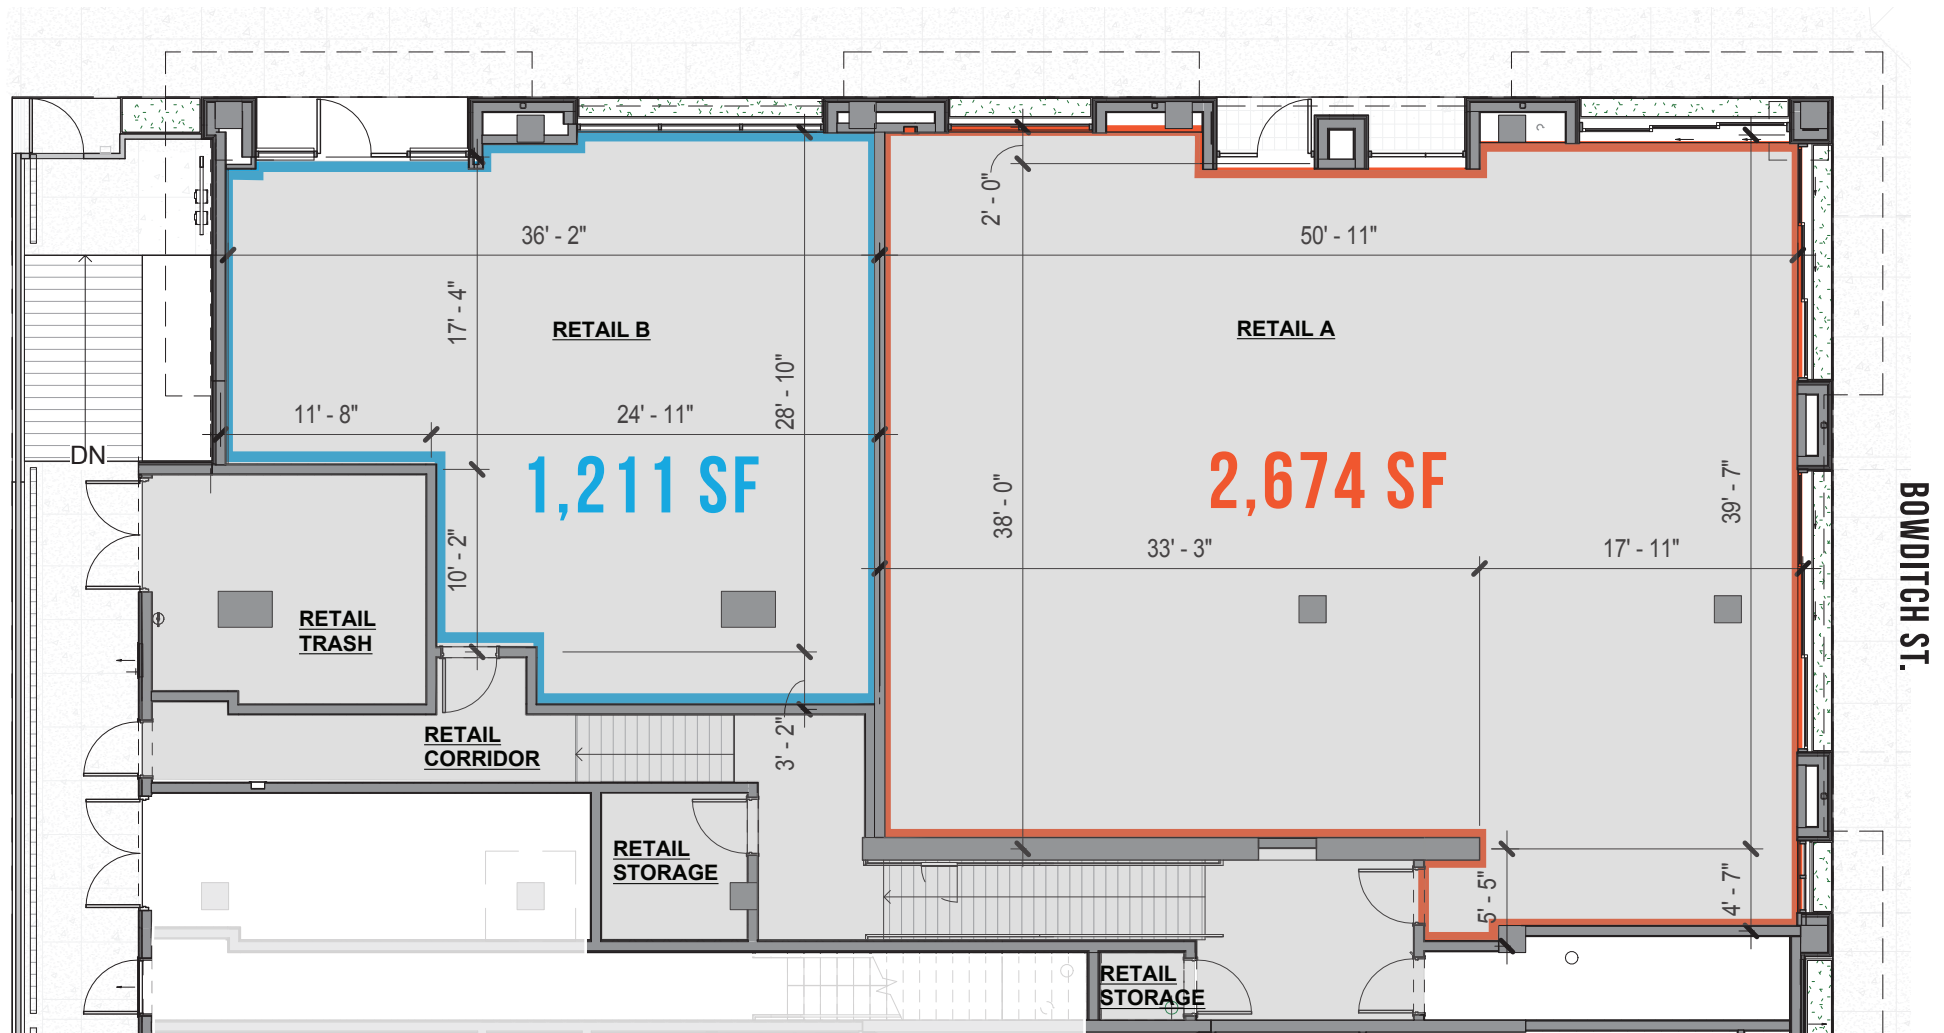 2' - 0"
36' - 2"
50' - 11"
17' - 4"
RETAIL B
RETAIL A
28' - 10"
11' - 8"
24' - 11"
DN
1,211 SF
2,674 SF
38' - 0"
39' - 7"
BOWDITCH ST.
10' - 2"
33' - 3"
17' - 11"
RETAIL
TRASH
RETAIL
CORRIDOR
3' - 2"
RETAIL
STORAGE
5' - 5"
4' - 7"
RETAIL
STORAGE